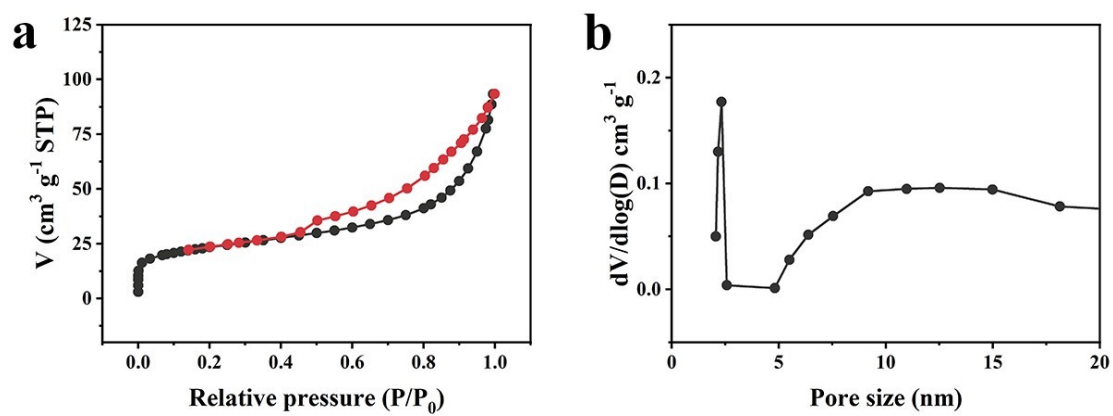 a
V (cm³ g⁻¹ STP)
125
100
75
50
25
0
0.0 0.2 0.4 0.6 0.8 1.0
Relative pressure (P/P₀)
b
dV/dlog(D) cm³ g⁻¹
0.2
0.1
0.0
0 5 10 15 20
Pore size (nm)